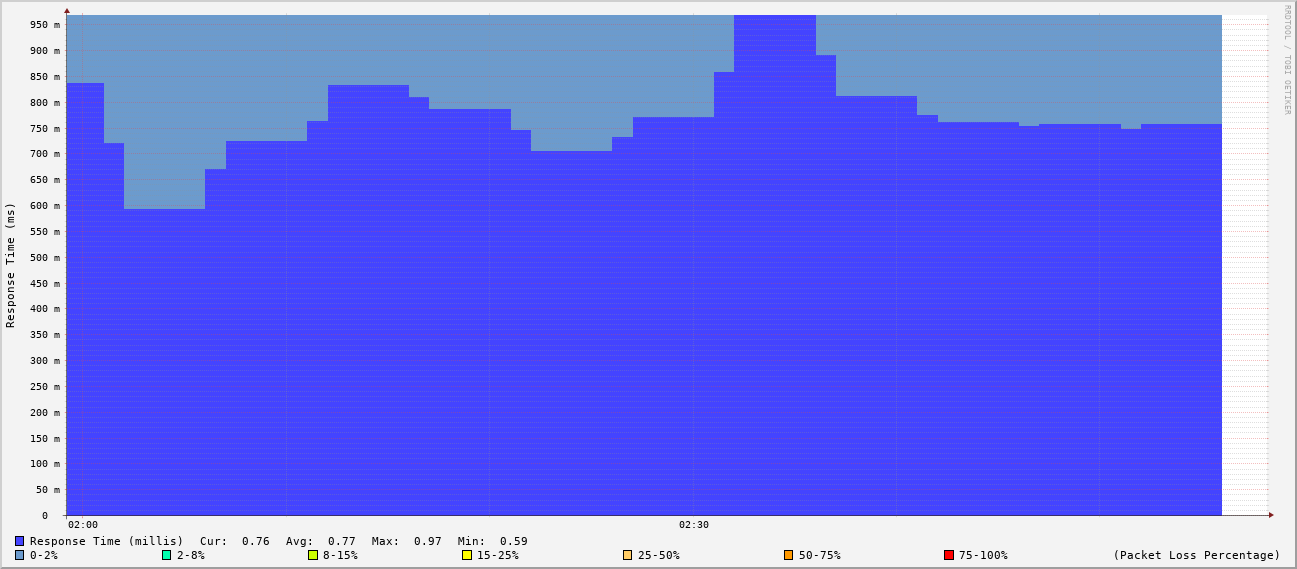 RRDTOOL / TOBI OETIKER
Response Time (ms)
950 m
900 m
850 m
800 m
750 m
700 m
650 m
600 m
550 m
500 m
450 m
400 m
350 m
300 m
250 m
200 m
150 m
100 m
50 m
0
02:00 02:30
Response Time (millis) Cur: 0.76 Avg: 0.77 Max: 0.97 Min: 0.59
0-2% 2-8% 8-15% 15-25% 25-50% 50-75% 75-100% (Packet Loss Percentage)